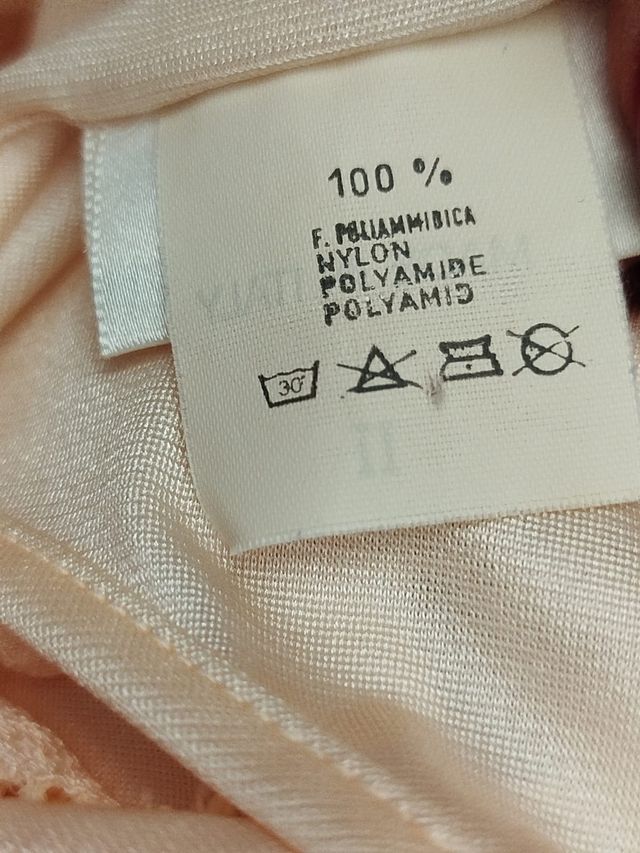 100 %
F. POLIAMMIDICA
NYLON
POLYAMIDE
POLYAMID
30°